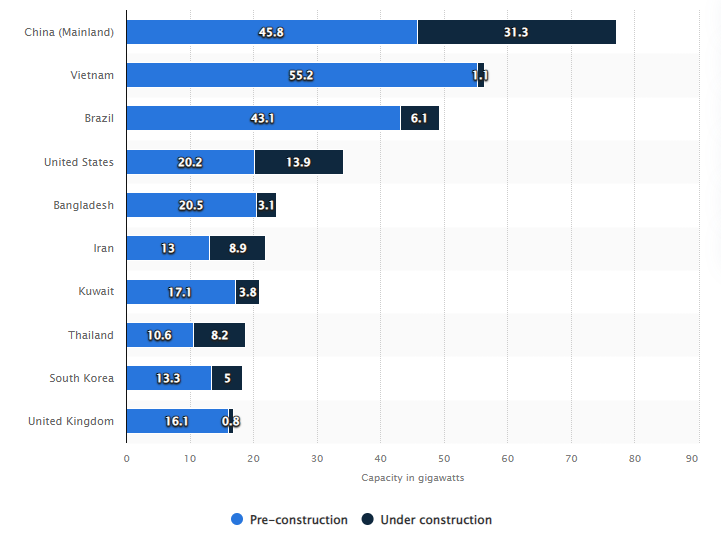 China (Mainland) 45.8 31.3
Vietnam 55.2 1.1
Brazil 43.1 6.1
United States 20.2 13.9
Bangladesh 20.5 3.1
Iran 13 8.9
Kuwait 17.1 3.8
Thailand 10.6 8.2
South Korea 13.3 5
United Kingdom 16.1 0.8
0 10 20 30 40 50 60 70 80 90
Capacity in gigawatts
Pre-construction Under construction